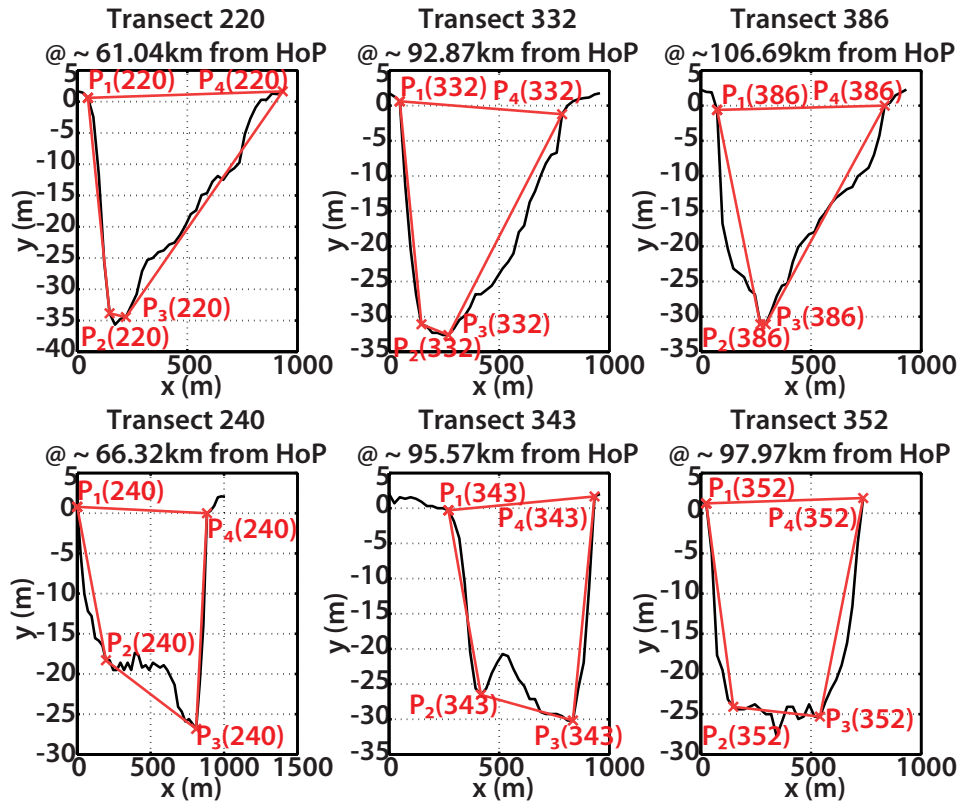 Transect 220
@ ~ 61.04km from HoP
5
0
-5
-10
-15
-20
-25
-30
-35
-40
y (m)
P1(220)
P4(220)
P2(220)
P3(220)
0
500
1000
x (m)
Transect 332
@ ~ 92.87km from HoP
5
0
-5
-10
-15
-20
-25
-30
-35
y (m)
P1(332)
P4(332)
P2(332)
P3(332)
0
500
1000
x (m)
Transect 386
@ ~106.69km from HoP
5
0
-5
-10
-15
-20
-25
-30
-35
y (m)
P1(386)
P4(386)
P2(386)
P3(386)
0
500
1000
x (m)
Transect 240
@ ~ 66.32km from HoP
5
0
-5
-10
-15
-20
-25
-30
y (m)
P1(240)
P4(240)
P2(240)
P3(240)
0
500
1000
1500
x (m)
Transect 343
@ ~ 95.57km from HoP
5
0
-5
-10
-15
-20
-25
-30
-35
y (m)
P1(343)
P4(343)
P2(343)
P3(343)
0
500
1000
x (m)
Transect 352
@ ~ 97.97km from HoP
5
0
-5
-10
-15
-20
-25
-30
y (m)
P1(352)
P4(352)
P2(352)
P3(352)
0
500
1000
x (m)